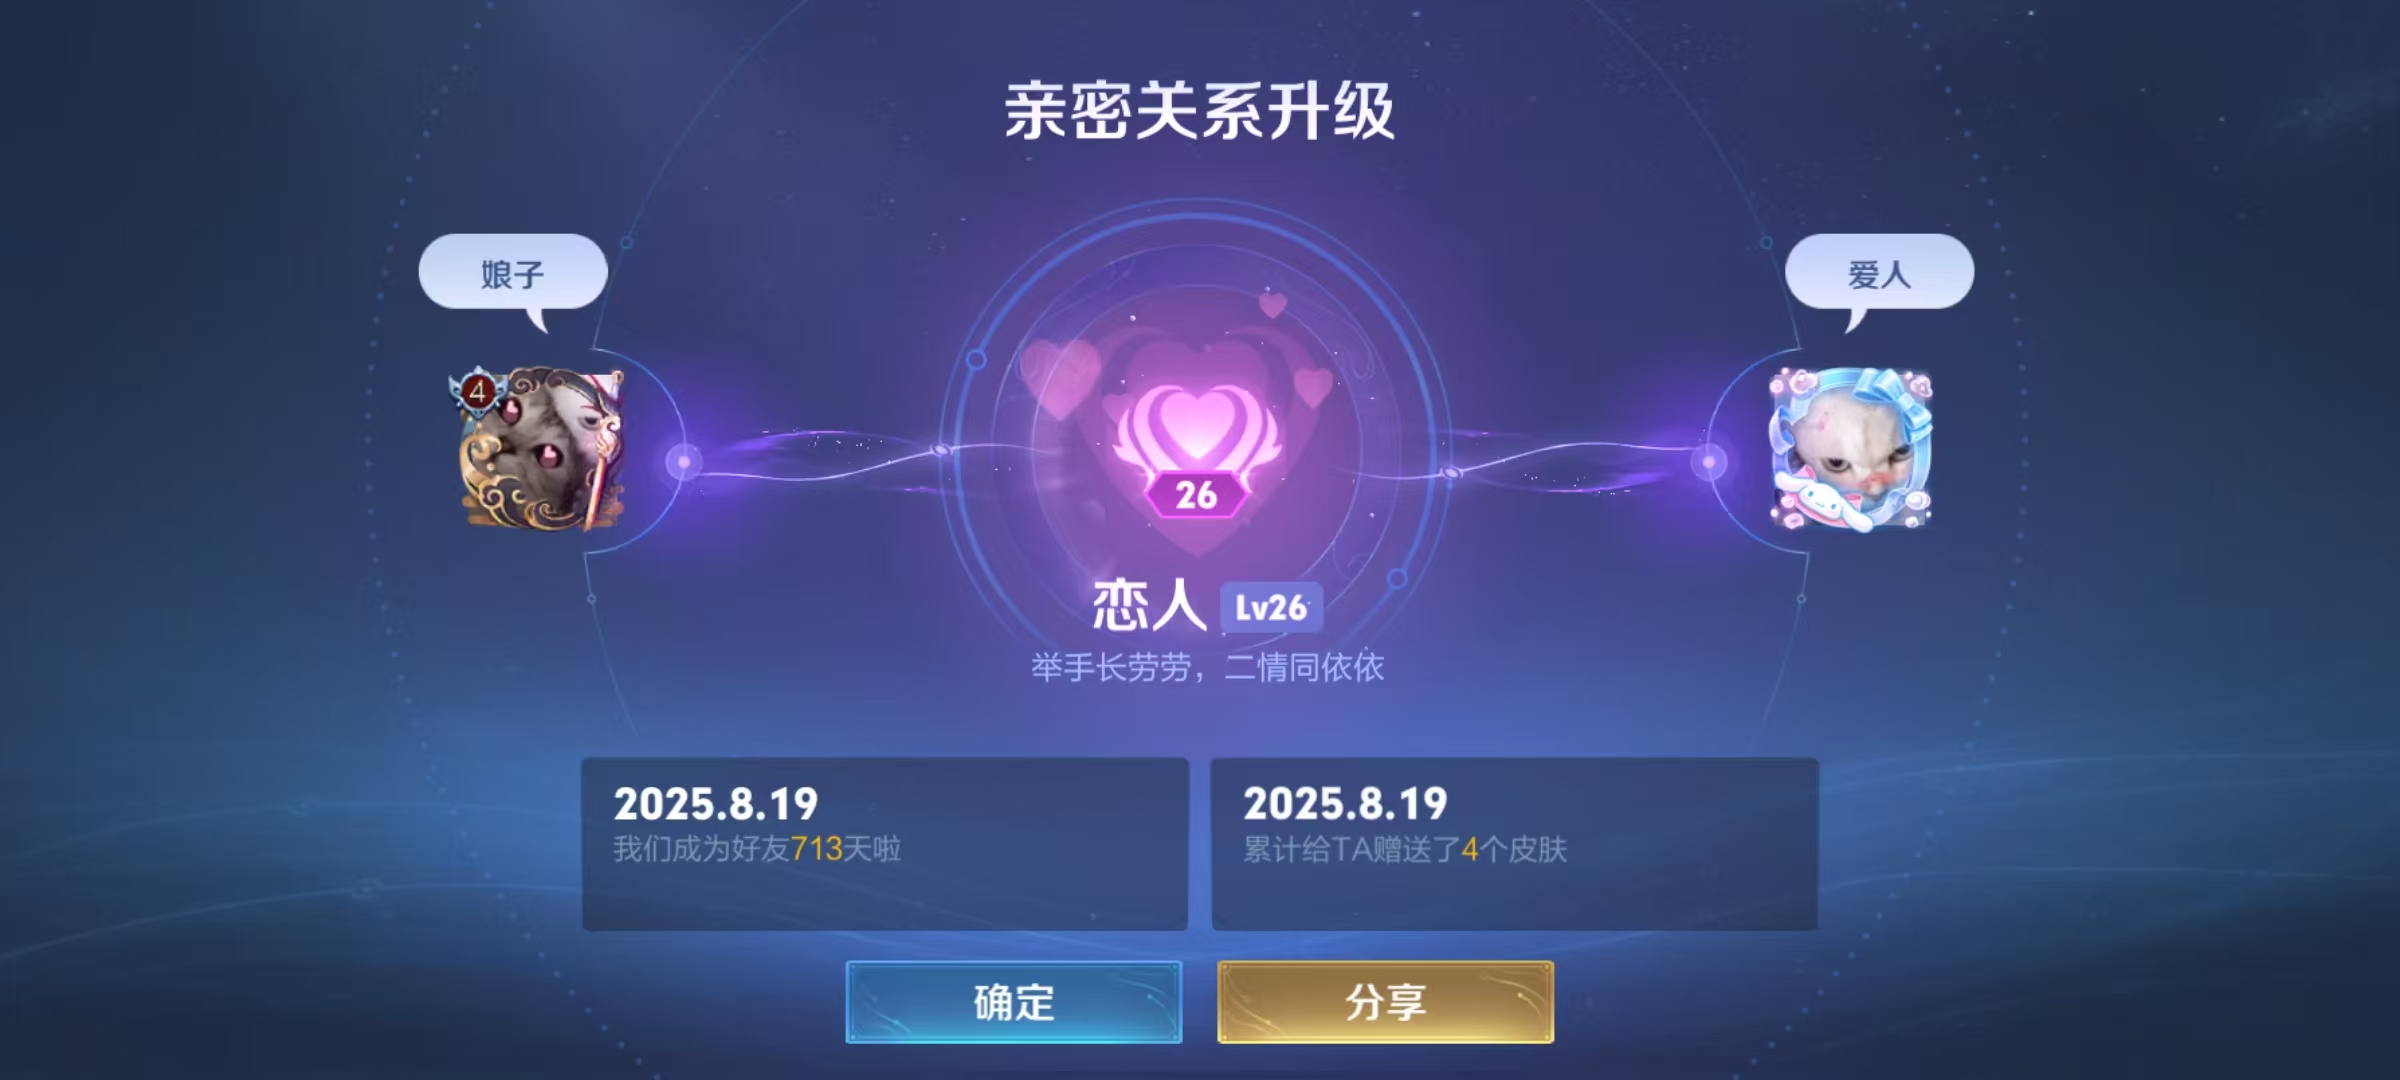 亲密关系升级
娘子
爱人
4
26
恋人 Lv26
举手长劳劳，二情同依依
2025.8.19
我们成为好友713天啦
2025.8.19
累计给TA赠送了4个皮肤
确定
分享